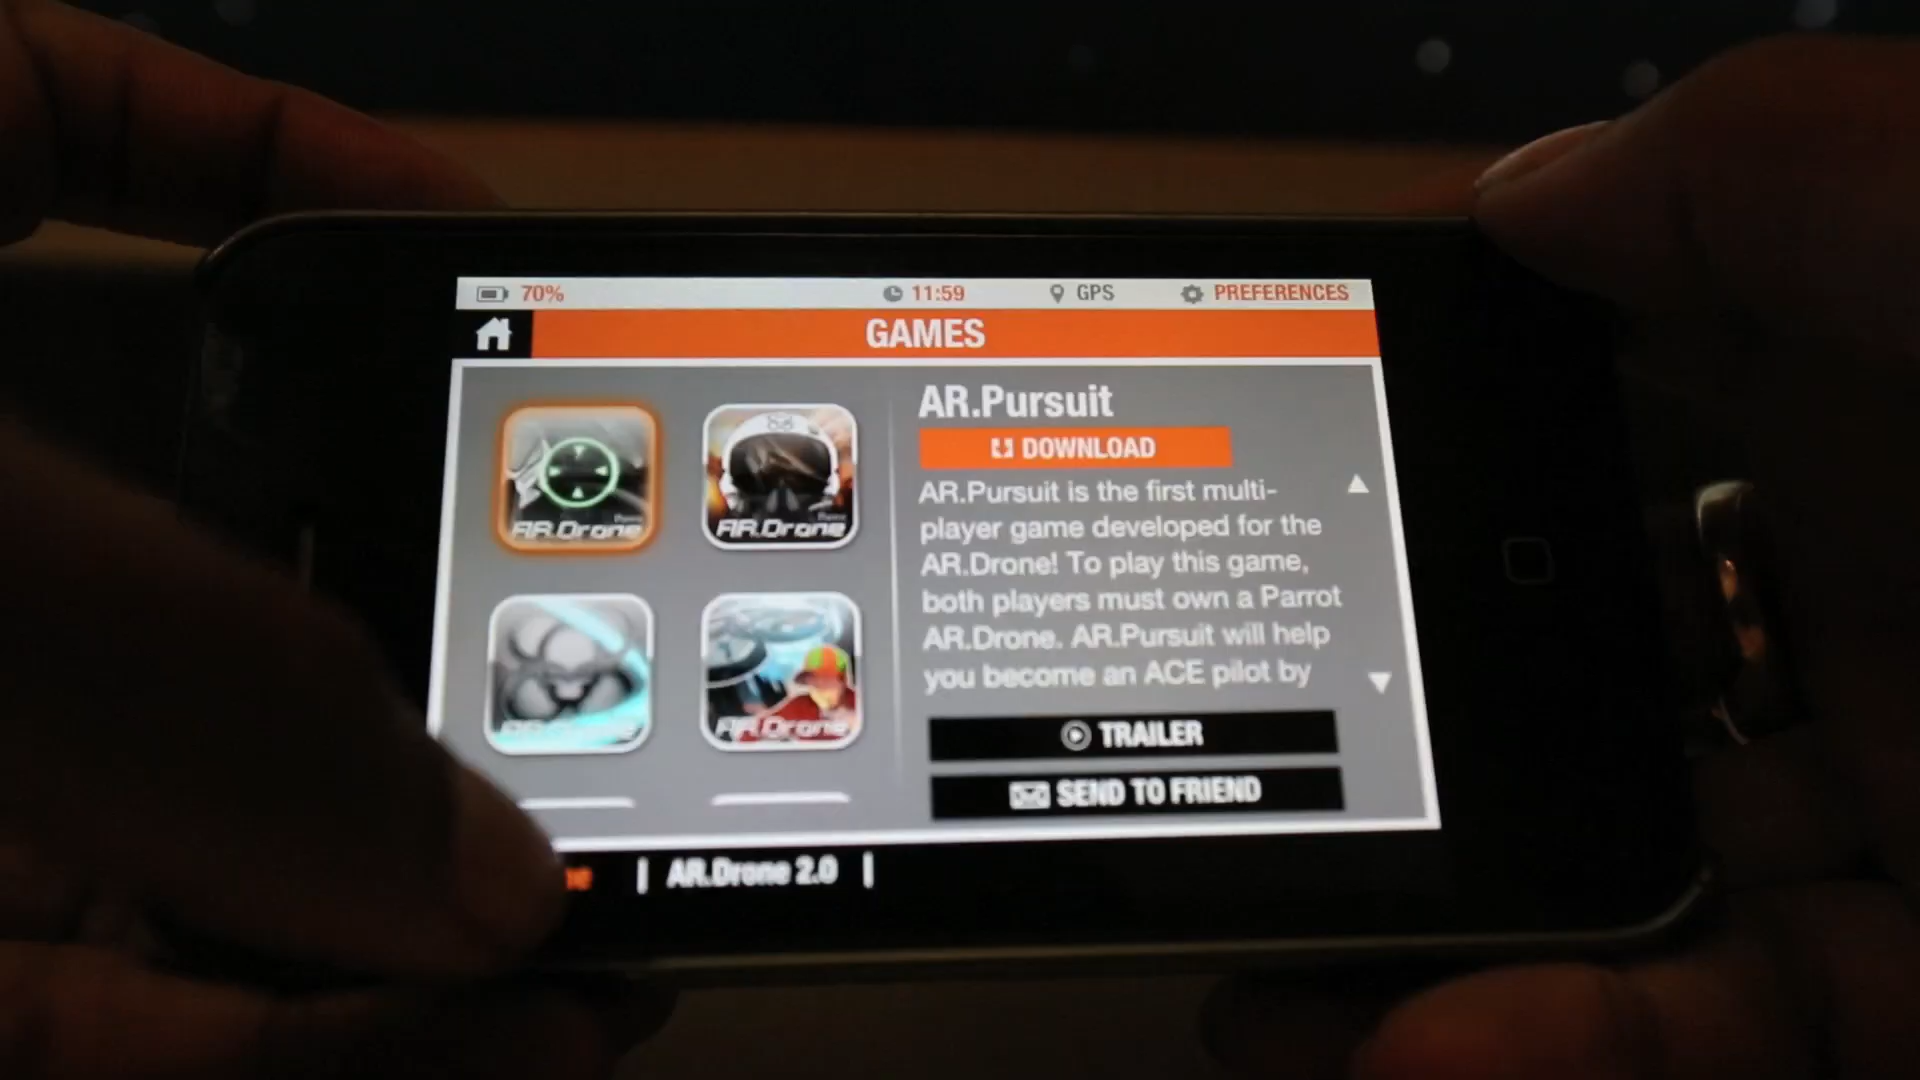 70% 11:59 GPS PREFERENCES
GAMES
AR.Pursuit
DOWNLOAD
AR.Pursuit is the first multi-
player game developed for the
AR.Drone! To play this game,
both players must own a Parrot
AR.Drone. AR.Pursuit will help
you become an ACE pilot by
TRAILER
SEND TO FRIEND
AR.Drone
AR.Drone
AR.Drone
ne | AR.Drone 2.0 |